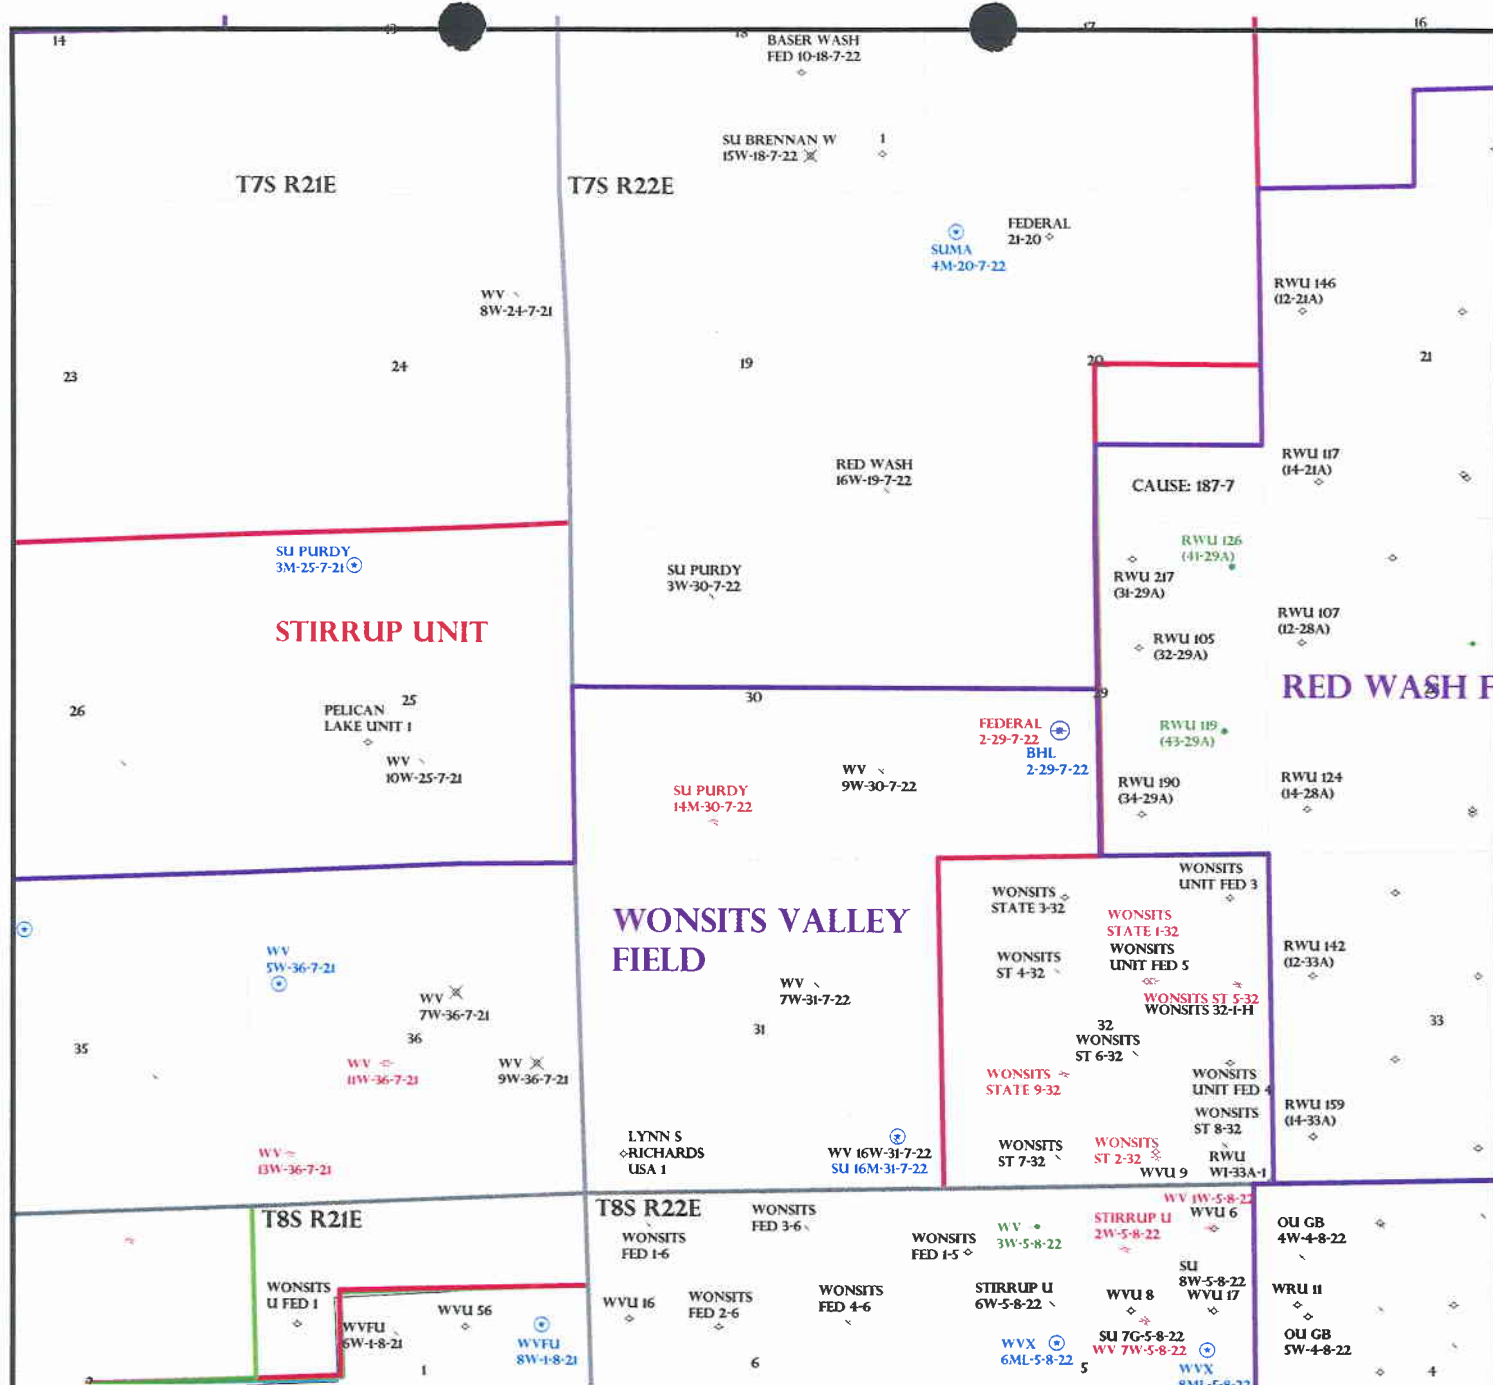 14
13
18
17
16
BASER WASH
FED 10-18-7-22
SU BRENNAN W
15W-18-7-22
1
T7S R21E
T7S R22E
FEDERAL
21-20
SUMA
4M-20-7-22
WV
8W-24-7-21
RWU 146
(12-21A)
23
24
19
20
21
RED WASH
16W-19-7-22
RWU 117
(14-21A)
CAUSE: 187-7
SU PURDY
3M-25-7-21
RWU 126
(41-29A)
SU PURDY
3W-30-7-22
RWU 217
(31-29A)
STIRRUP UNIT
RWU 107
(12-28A)
RWU 105
(32-29A)
RED WASH F
28
26
25
30
29
PELICAN
LAKE UNIT 1
WV
10W-25-7-21
FEDERAL
2-29-7-22
BHL
2-29-7-22
RWU 119
(43-29A)
WV
9W-30-7-22
SU PURDY
14M-30-7-22
RWU 190
(34-29A)
RWU 124
(14-28A)
WONSITS
UNIT FED 3
WONSITS
STATE 3-32
WONSITS VALLEY
FIELD
WONSITS
STATE 1-32
WONSITS
UNIT FED 5
WV
5W-36-7-21
WONSITS
ST 4-32
RWU 142
(12-33A)
WV
7W-36-7-21
WV
7W-31-7-22
WONSITS ST 5-32
WONSITS 32-1-H
35
36
31
32
33
WONSITS
ST 6-32
WV
11W-36-7-21
WV
9W-36-7-21
WONSITS
STATE 9-32
WONSITS
UNIT FED 4
WONSITS
ST 8-32
RWU 159
(14-33A)
LYNN S
RICHARDS
USA 1
WV 16W-31-7-22
SU 16M-31-7-22
WONSITS
ST 7-32
WONSITS
ST 2-32
WVU 9
RWU
W1-33A-1
WV
13W-36-7-21
T8S R21E
T8S R22E
WONSITS
FED 1-6
WONSITS
FED 3-6
WONSITS
FED 1-5
WV
3W-5-8-22
WV 1W-5-8-22
WVU 6
STIRRUP U
2W-5-8-22
OU GB
4W-4-8-22
WONSITS
U FED 1
WVFU
6W-1-8-21
WVU 56
WVFU
8W-1-8-21
WVU 16
WONSITS
FED 2-6
WONSITS
FED 4-6
STIRRUP U
6W-5-8-22
SU
8W-5-8-22
WVU 17
WVU 8
SU 7G-5-8-22
WV 7W-5-8-22
WRU 11
OU GB
5W-4-8-22
WVX
6ML-5-8-22
WVX
8ML-5-8-22
2
1
6
5
4